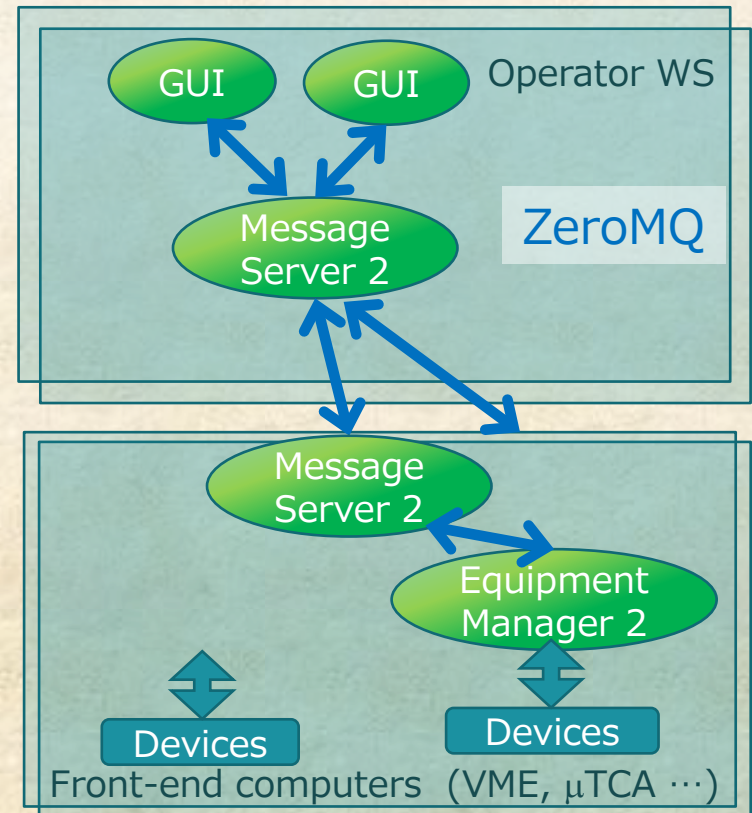 GUI
GUI
Operator WS
Message
Server 2
ZeroMQ
Message
Server 2
Equipment
Manager 2
Devices
Devices
Front-end computers (VME, μTCA ⋯)